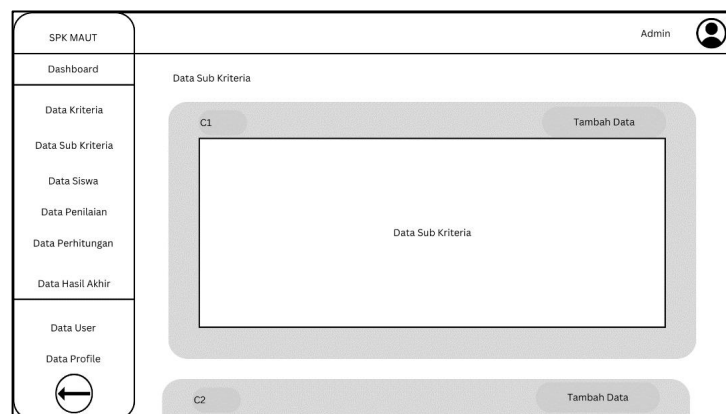 SPK MAUT
Admin
Dashboard
Data Kriteria
Data Sub Kriteria
Data Siswa
Data Penilaian
Data Perhitungan
Data Hasil Akhir
Data User
Data Profile
Data Sub Kriteria
C1
Tambah Data
Data Sub Kriteria
C2
Tambah Data